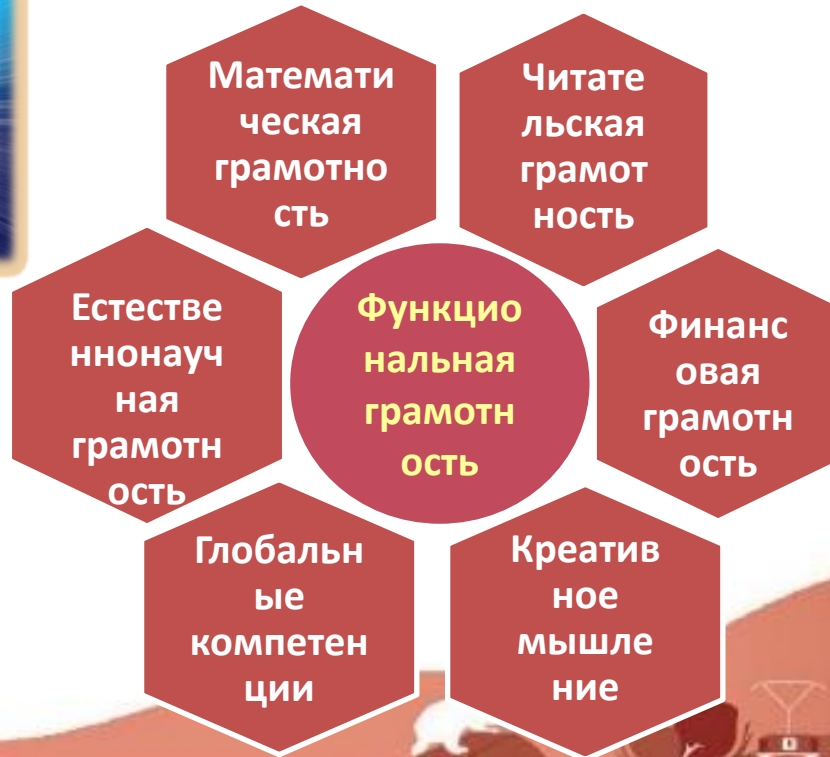 Математи
ческая
грамотно
сть
Читате
льская
грамот
ность
Естестве
ннонауч
ная
грамотн
ость
Функцио
нальная
грамотн
ость
Финанс
овая
грамотн
ость
Глобальн
ые
компетен
ции
Креатив
ное
мышле
ние